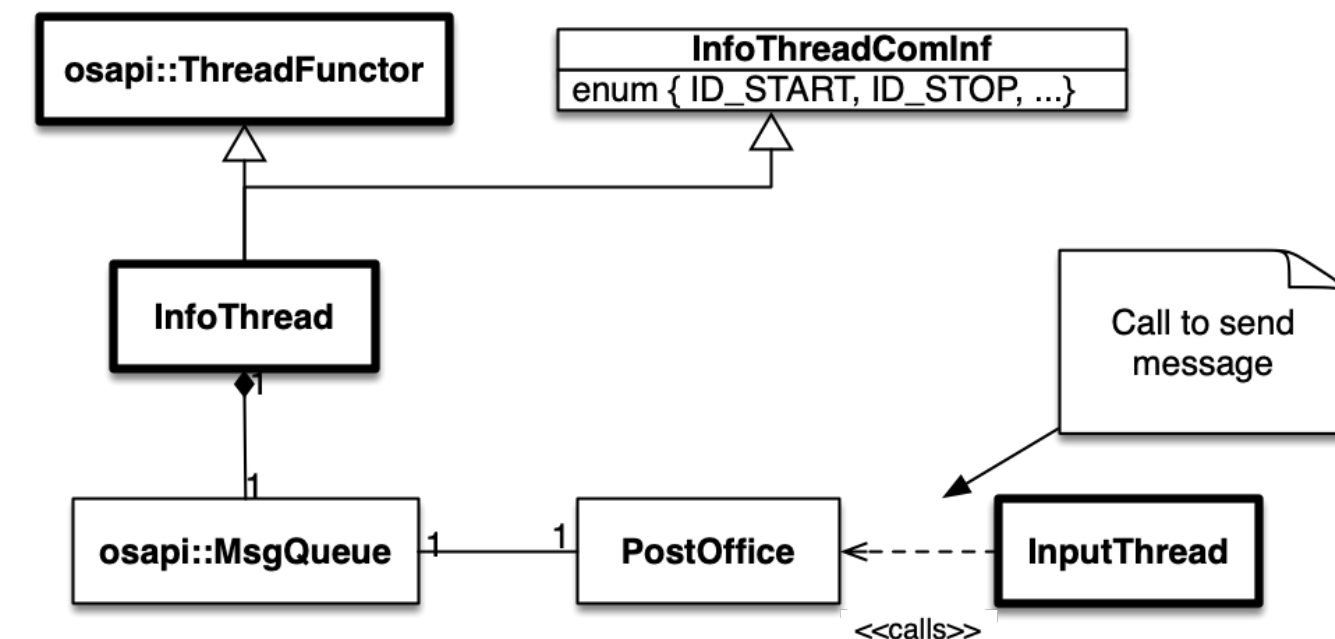 osapi::ThreadFunctor
InfoThreadComInf
enum { ID_START, ID_STOP, ...}
InfoThread
Call to send
message
1
1
osapi::MsgQueue
1
1
PostOffice
InputThread
<<calls>>